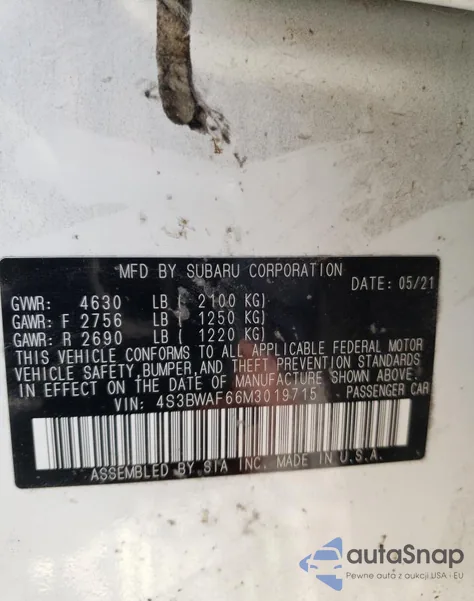 MFD BY SUBARU CORPORATION
DATE: 05/21
GVWR: 4630 LB ( 2100 KG)
GAWR: F 2756 LB ( 1250 KG)
GAWR: R 2690 LB ( 1220 KG)
THIS VEHICLE CONFORMS TO ALL APPLICABLE FEDERAL MOTOR
VEHICLE SAFETY, BUMPER, AND THEFT PREVENTION STANDARDS
IN EFFECT ON THE DATE OF MANUFACTURE SHOWN ABOVE.
VIN: 4S3BWAF66M3019715 PASSENGER CAR
ASSEMBLED BY SIA INC. MADE IN U.S.A.
autoSnap
Pewne auta z aukcji USA - EU